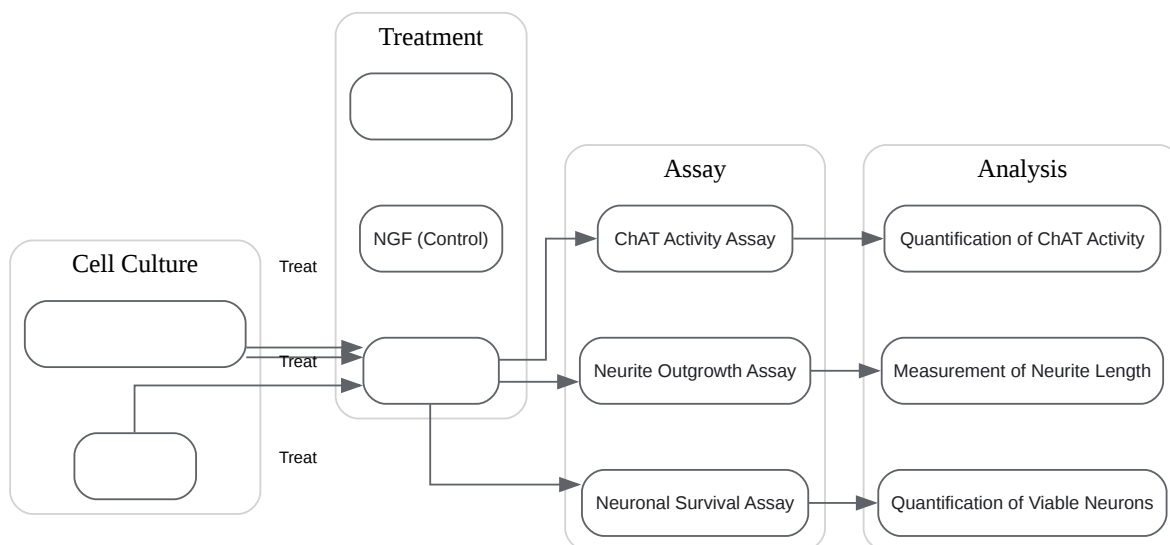 Treatment
NGF (Control)
Cell Culture
Treat
Treat
Treat
Assay
ChAT Activity Assay
Neurite Outgrowth Assay
Neuronal Survival Assay
Analysis
Quantification of ChAT Activity
Measurement of Neurite Length
Quantification of Viable Neurons